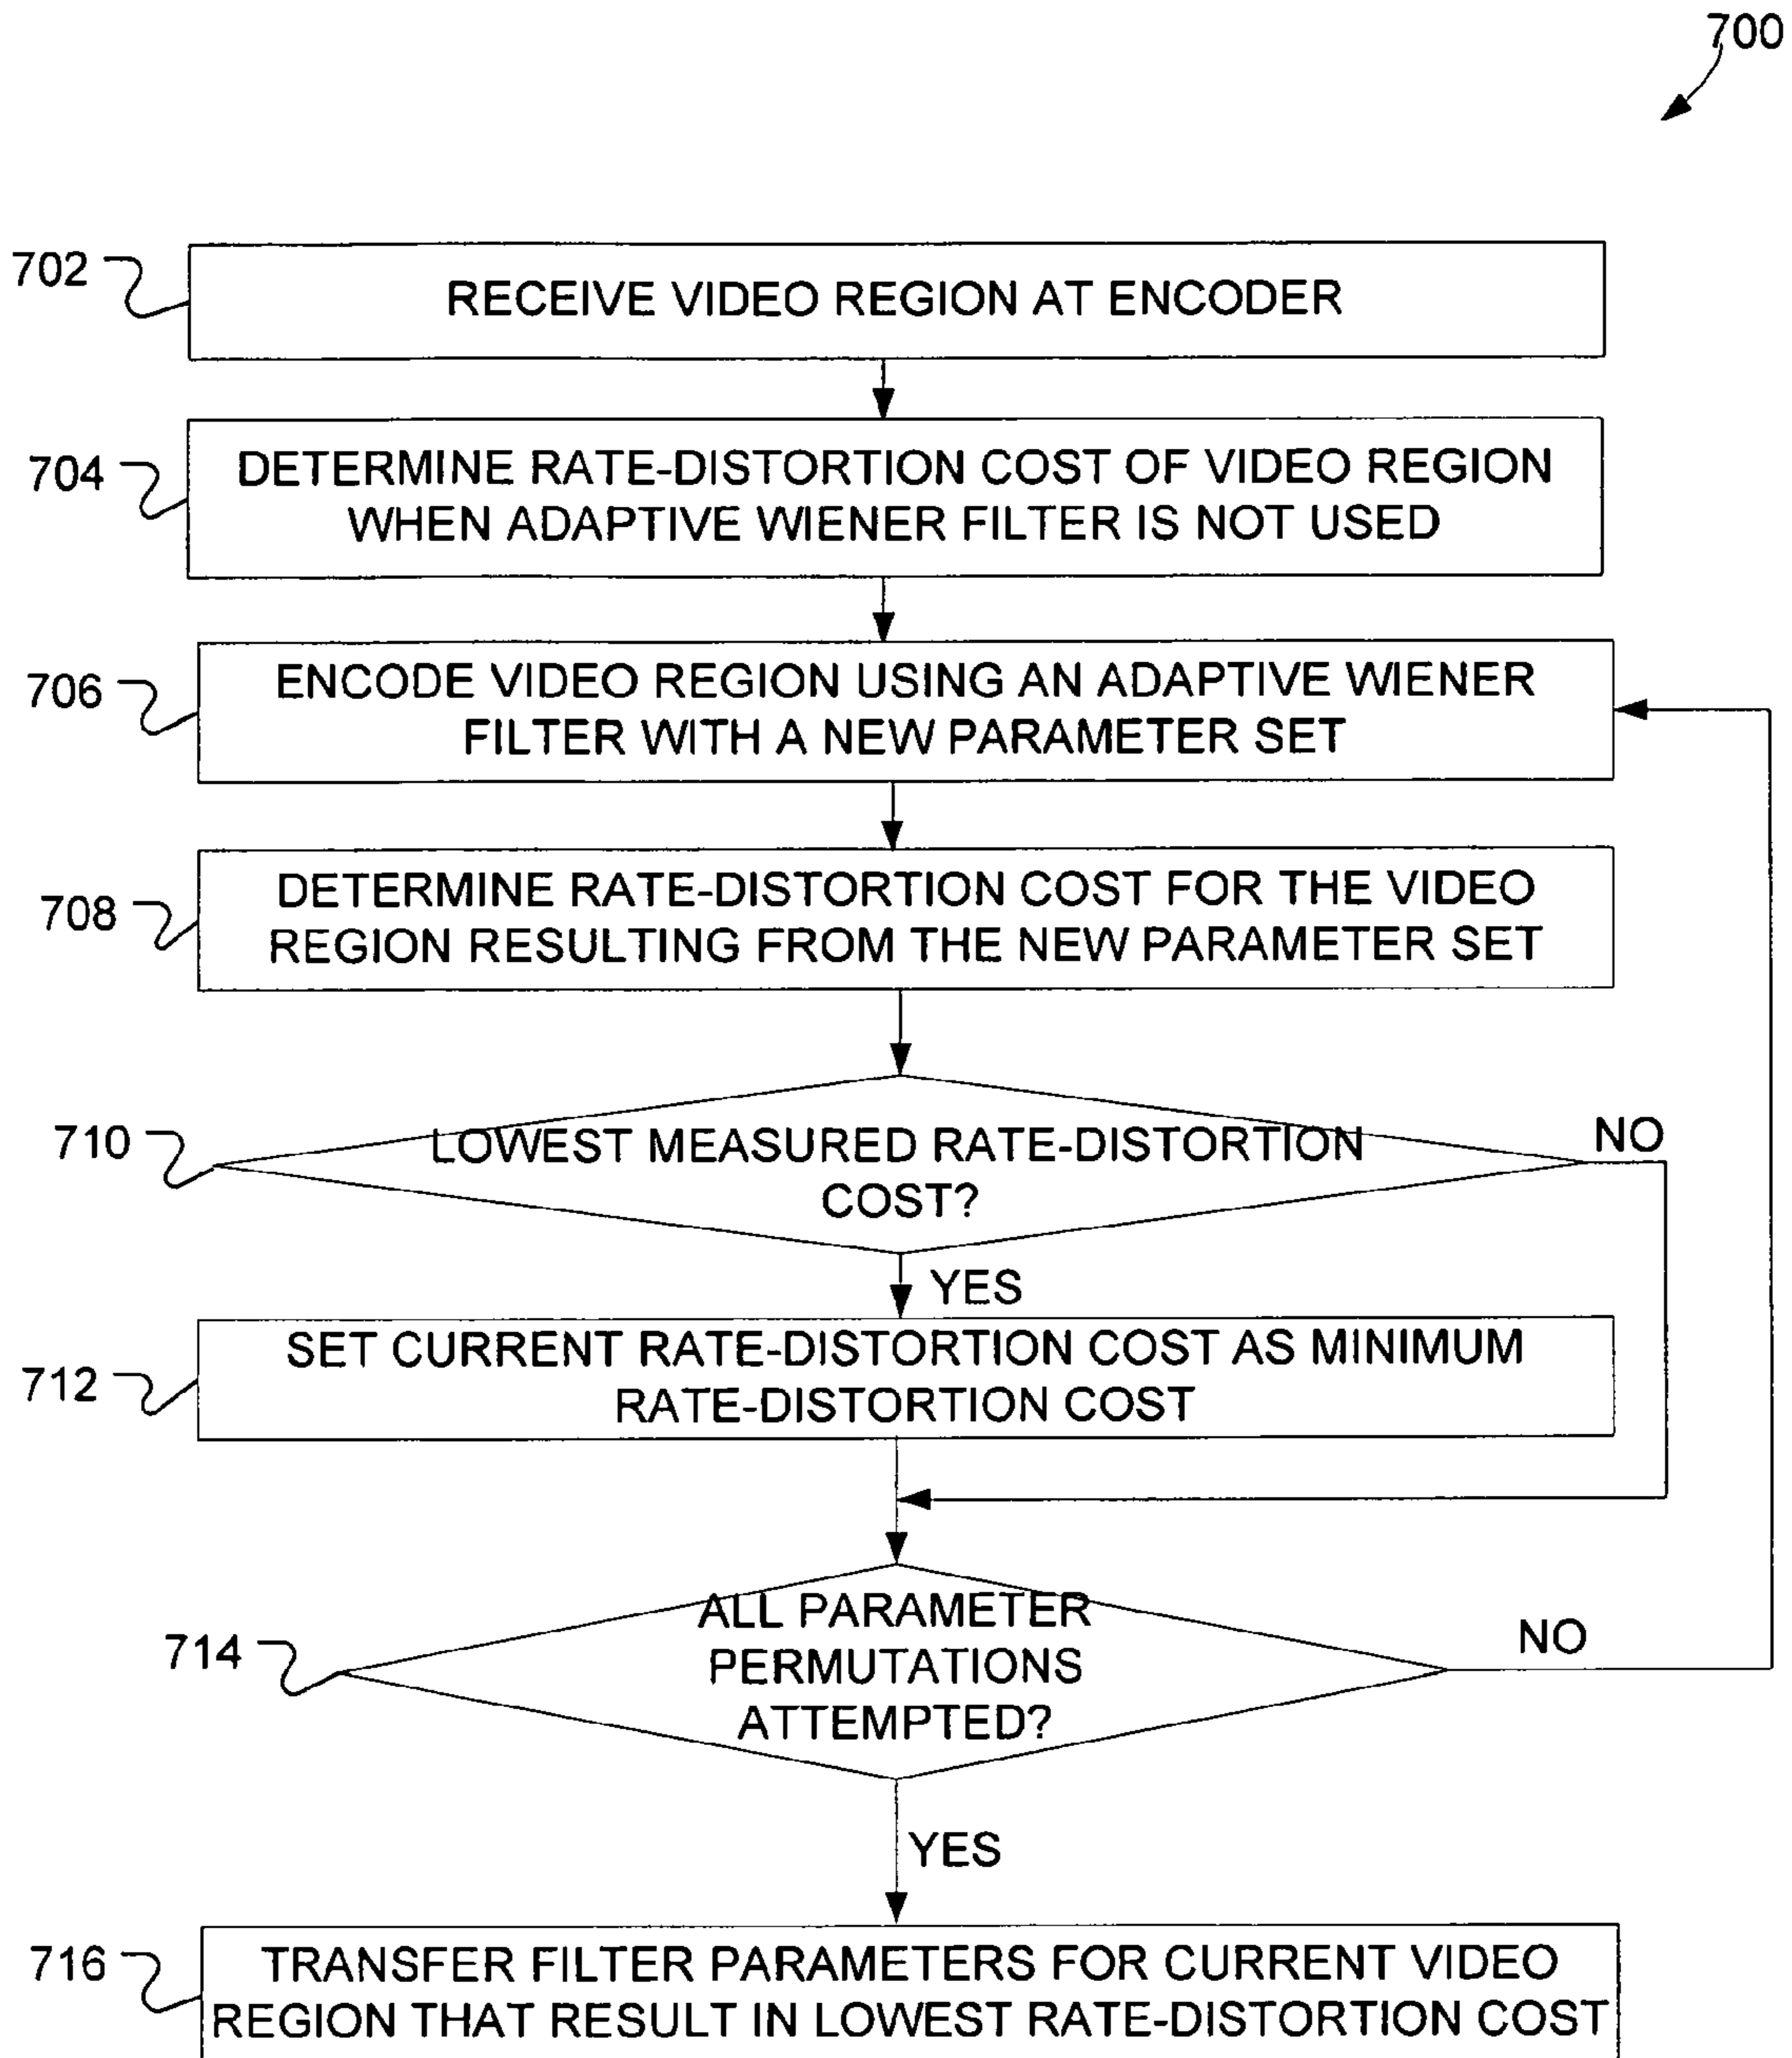 700
702
RECEIVE VIDEO REGION AT ENCODER
704
DETERMINE RATE-DISTORTION COST OF VIDEO REGION
WHEN ADAPTIVE WIENER FILTER IS NOT USED
706
ENCODE VIDEO REGION USING AN ADAPTIVE WIENER
FILTER WITH A NEW PARAMETER SET
708
DETERMINE RATE-DISTORTION COST FOR THE VIDEO
REGION RESULTING FROM THE NEW PARAMETER SET
710
LOWEST MEASURED RATE-DISTORTION
COST?
NO
YES
712
SET CURRENT RATE-DISTORTION COST AS MINIMUM
RATE-DISTORTION COST
714
ALL PARAMETER
PERMUTATIONS
ATTEMPTED?
NO
YES
716
TRANSFER FILTER PARAMETERS FOR CURRENT VIDEO
REGION THAT RESULT IN LOWEST RATE-DISTORTION COST